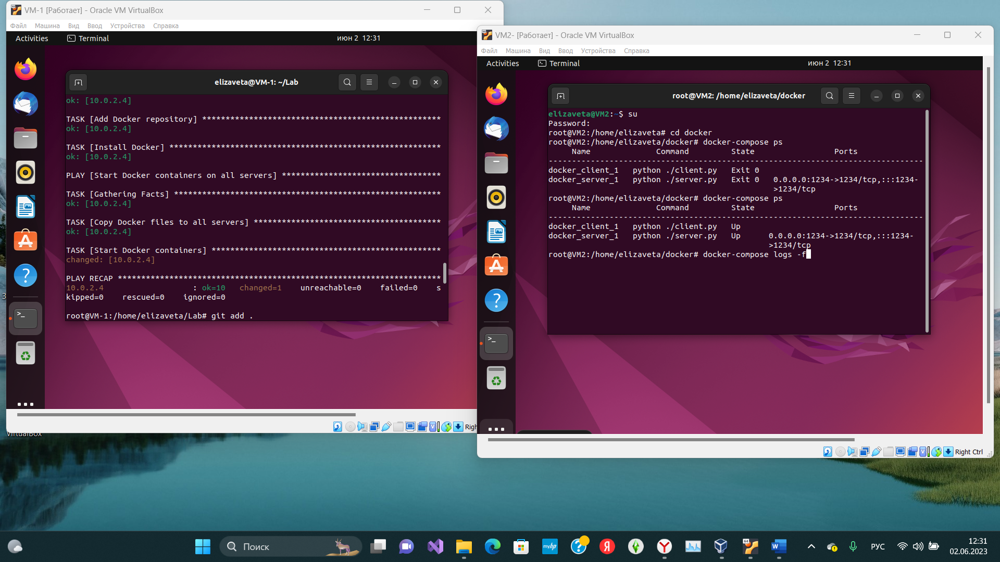 VM-1 [Работает] - Oracle VM VirtualBox
Файл Машина Вид Ввод Устройства Справка
Activities Terminal июн 2 12:31
elizaveta@VM-1: ~/Lab
ok: [10.0.2.4]
TASK [Add Docker repository] ***************************************************
ok: [10.0.2.4]
TASK [Install Docker] **********************************************************
ok: [10.0.2.4]
PLAY [Start Docker containers on all servers] **********************************
TASK [Gathering Facts] *********************************************************
ok: [10.0.2.4]
TASK [Copy Docker files to all servers] ****************************************
ok: [10.0.2.4]
TASK [Start Docker containers] *************************************************
changed: [10.0.2.4]
PLAY RECAP *********************************************************************
10.0.2.4 : ok=10 changed=1 unreachable=0 failed=0 s
kipped=0 rescued=0 ignored=0
root@VM-1:/home/elizaveta/Lab# git add .
VirtualBox
VM2- [Работает] - Oracle VM VirtualBox
Файл Машина Вид Ввод Устройства Справка
Activities Terminal июн 2 12:31
root@VM2: /home/elizaveta/docker
elizaveta@VM2:~$ su
Password:
root@VM2:/home/elizaveta# cd docker
root@VM2:/home/elizaveta/docker# docker-compose ps
Name Command State Ports
--------------------------------------------------------------------------------
docker_client_1 python ./client.py Exit 0
docker_server_1 python ./server.py Exit 0 0.0.0.0:1234->1234/tcp,:::1234-
>1234/tcp
root@VM2:/home/elizaveta/docker# docker-compose ps
Name Command State Ports
--------------------------------------------------------------------------------
docker_client_1 python ./client.py Up
docker_server_1 python ./server.py Up 0.0.0.0:1234->1234/tcp,:::1234-
>1234/tcp
root@VM2:/home/elizaveta/docker# docker-compose logs -f
Right Ctrl
Поиск
myhp
Я
64
РУС
12:31
02.06.2023